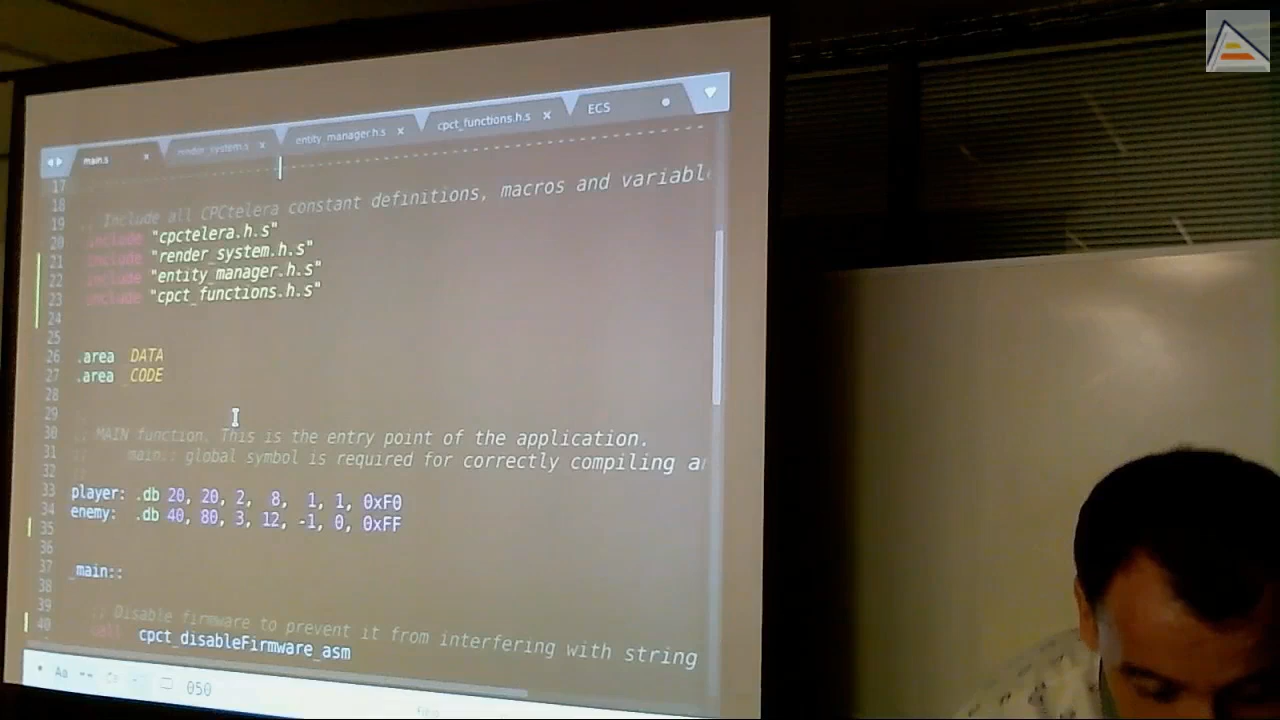 main.s render_system.s entity_manager.h.s cpct_functions.h.s ECS
17
18
19 ;; Include all CPCtelera constant definitions, macros and variabl
20 .include "cpctelera.h.s"
21 .include "render_system.h.s"
22 .include "entity_manager.h.s"
23 .include "cpct_functions.h.s"
24
25
26 .area _DATA
27 .area _CODE
28
29
30 ;; MAIN function. This is the entry point of the application.
31 ;; _main:: global symbol is required for correctly compiling a
32 ;;
33 player: .db 20, 20, 2, 8, 1, 1, 0xF0
34 enemy: .db 40, 80, 3, 12, -1, 0, 0xFF
35
36
37 _main::
38
39 ;; Disable firmware to prevent it from interfering with string
40 call cpct_disableFirmware_asm
Aa 050